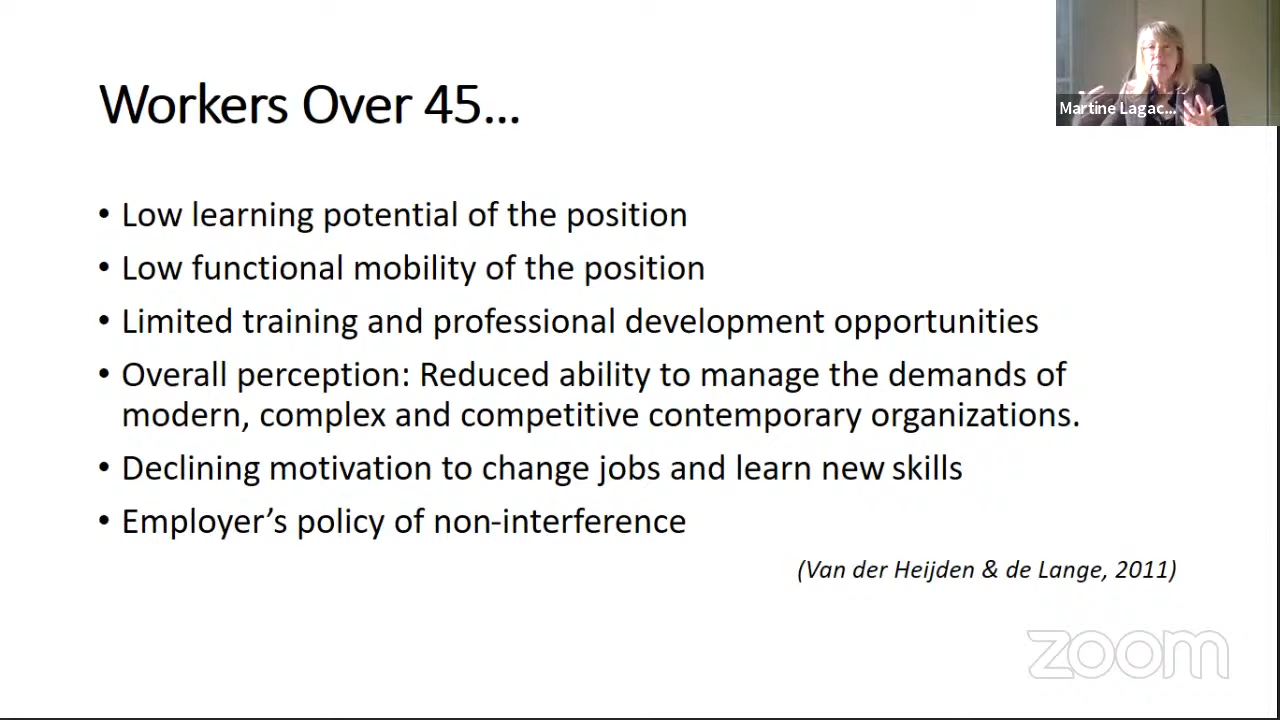 Martine Lagac...
Workers Over 45...
• Low learning potential of the position
• Low functional mobility of the position
• Limited training and professional development opportunities
• Overall perception: Reduced ability to manage the demands of
modern, complex and competitive contemporary organizations.
• Declining motivation to change jobs and learn new skills
• Employer’s policy of non-interference
(Van der Heijden & de Lange, 2011)
zoom